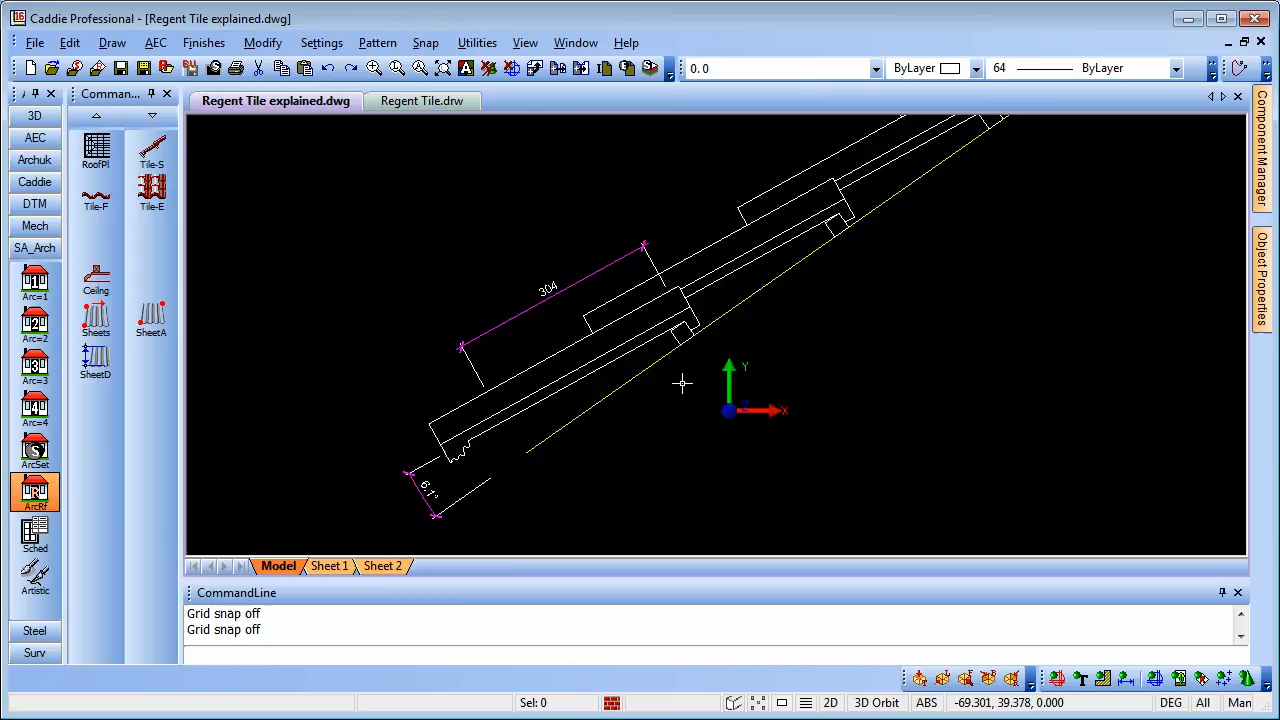 Caddie Professional - [Regent Tile explained.dwg]
File Edit Draw AEC Finishes Modify Settings Pattern Snap Utilities View Window Help
0. 0 ByLayer 64 ByLayer
Comman...
Regent Tile explained.dwg Regent Tile.drw
3D
AEC
Archuk
Caddie
DTM
Mech
SA_Arch
Arc=1
Arc=2
Arc=3
Arc=4
ArcSet
ArcRf
Sched
Artistic
Steel
Surv
RoofPl Tile-S
Tile-F Tile-E
Ceilng
Sheets SheetA
SheetD
304
6.1°
Y
Z X
Component Manager
Object Properties
Model Sheet 1 Sheet 2
CommandLine
Grid snap off
Grid snap off
Sel: 0 2D 3D Orbit ABS -69.301, 39.378, 0.000 DEG All Man